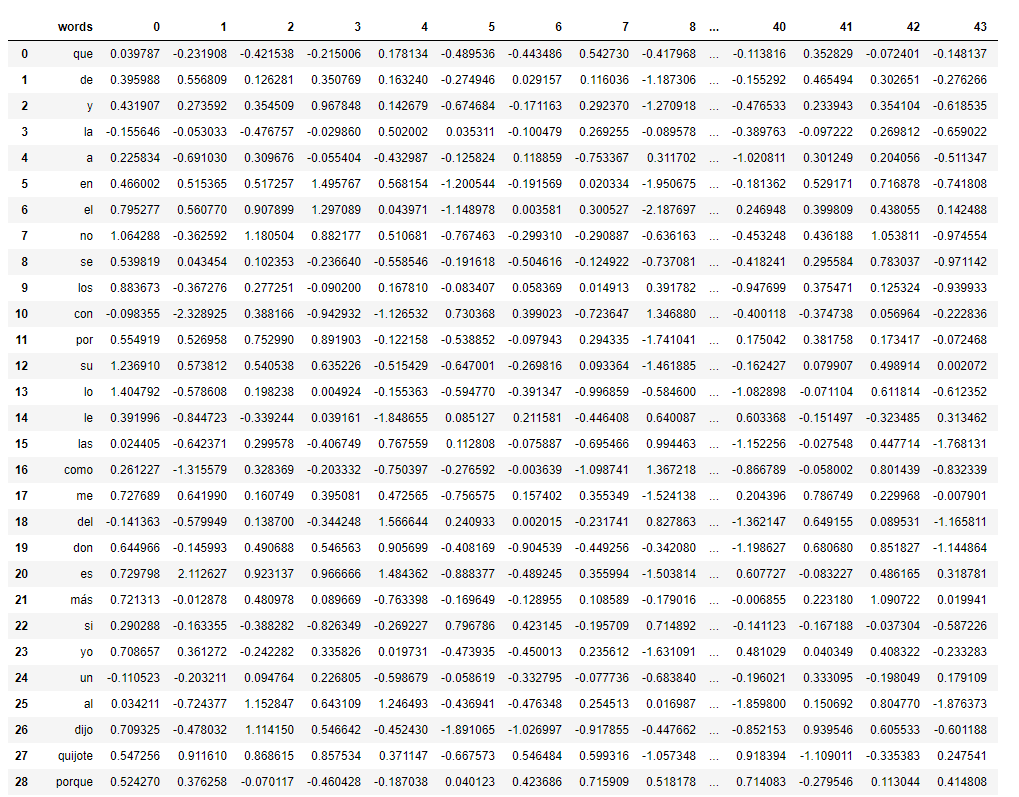 words 0 1 2 3 4 5 6 7 8 ... 40 41 42 43
0 que 0.039787 -0.231908 -0.421538 -0.215006 0.178134 -0.489536 -0.443486 0.542730 -0.417968 ... -0.113816 0.352829 -0.072401 -0.148137
1 de 0.395988 0.556809 0.126281 0.350769 0.163240 -0.274946 0.029157 0.116036 -1.187306 ... -0.155292 0.465494 0.302651 -0.276266
2 y 0.431907 0.273592 0.354509 0.967848 0.142679 -0.674684 -0.171163 0.292370 -1.270918 ... -0.476533 0.233943 0.354104 -0.618535
3 la -0.155646 -0.053033 -0.476757 -0.029860 0.502002 0.035311 -0.100479 0.269255 -0.089578 ... -0.389763 -0.097222 0.269812 -0.659022
4 a 0.225834 -0.691030 0.309676 -0.055404 -0.432987 -0.125824 0.118859 -0.753367 0.311702 ... -1.020811 0.301249 0.204056 -0.511347
5 en 0.466002 0.515365 0.517257 1.495767 0.568154 -1.200544 -0.191569 0.020334 -1.950675 ... -0.181362 0.529171 0.716878 -0.741808
6 el 0.795277 0.560770 0.907899 1.297089 0.043971 -1.148978 0.003581 0.300527 -2.187697 ... 0.246948 0.399809 0.438055 0.142488
7 no 1.064288 -0.362592 1.180504 0.882177 0.510681 -0.767463 -0.299310 -0.290887 -0.636163 ... -0.453248 0.436188 1.053811 -0.974554
8 se 0.539819 0.043454 0.102353 -0.236640 -0.558546 -0.191618 -0.504616 -0.124922 -0.737081 ... -0.418241 0.295584 0.783037 -0.971142
9 los 0.883673 -0.367276 0.277251 -0.090200 0.167810 -0.083407 0.058369 0.014913 0.391782 ... -0.947699 0.375471 0.125324 -0.939933
10 con -0.098355 -2.328925 0.388166 -0.942932 -1.126532 0.730368 0.399023 -0.723647 1.346880 ... -0.400118 -0.374738 0.056964 -0.222836
11 por 0.554919 0.526958 0.752990 0.891903 -0.122158 -0.538852 -0.097943 0.294335 -1.741041 ... 0.175042 0.381758 0.173417 -0.072468
12 su 1.236910 0.573812 0.540538 0.635226 -0.515429 -0.647001 -0.269816 0.093364 -1.461885 ... -0.162427 0.079907 0.498914 0.002072
13 lo 1.404792 -0.578608 0.198238 0.004924 -0.155363 -0.594770 -0.391347 -0.996859 -0.584600 ... -1.082898 -0.071104 0.611814 -0.612352
14 le 0.391996 -0.844723 -0.339244 0.039161 -1.848655 0.085127 0.211581 -0.446408 0.640087 ... 0.603368 -0.151497 -0.323485 0.313462
15 las 0.024405 -0.642371 0.299578 -0.406749 0.767559 0.112808 -0.075887 -0.695466 0.994463 ... -1.152256 -0.027548 0.447714 -1.768131
16 como 0.261227 -1.315579 0.328369 -0.203332 -0.750397 -0.276592 -0.003639 -1.098741 1.367218 ... -0.866789 -0.058002 0.801439 -0.832339
17 me 0.727689 0.641990 0.160749 0.395081 0.472565 -0.756575 0.157402 0.355349 -1.524138 ... 0.204396 0.786749 0.229968 -0.007901
18 del -0.141363 -0.579949 0.138700 -0.344248 1.566644 0.240933 0.002015 -0.231741 0.827863 ... -1.362147 0.649155 0.089531 -1.165811
19 don 0.644966 -0.145993 0.490688 0.546563 0.905699 -0.408169 -0.904539 -0.449256 -0.342080 ... -1.198627 0.680680 0.851827 -1.144864
20 es 0.729798 2.112627 0.923137 0.966666 1.484362 -0.888377 -0.489245 0.355994 -1.503814 ... 0.607727 -0.083227 0.486165 0.318781
21 más 0.721313 -0.012878 0.480978 0.089669 -0.763398 -0.169649 -0.128955 0.108589 -0.179016 ... -0.006855 0.223180 1.090722 0.019941
22 si 0.290288 -0.163355 -0.388282 -0.826349 -0.269227 0.796786 0.423145 -0.195709 0.714892 ... -0.141123 -0.167188 -0.037304 -0.587226
23 yo 0.708657 0.361272 -0.242282 0.335826 0.019731 -0.473935 -0.450013 0.235612 -1.631091 ... 0.481029 0.040349 0.408322 -0.233283
24 un -0.110523 -0.203211 0.094764 0.226805 -0.598679 -0.058619 -0.332795 -0.077736 -0.683840 ... -0.196021 0.333095 -0.198049 0.179109
25 al 0.034211 -0.724377 1.152847 0.643109 1.246493 -0.436941 -0.476348 0.254513 0.016987 ... -1.859800 0.150692 0.804770 -1.876373
26 dijo 0.709325 -0.478032 1.114150 0.546642 -0.452430 -1.891065 -1.026997 -0.917855 -0.447662 ... -0.852153 0.939546 0.605533 -0.601188
27 quijote 0.547256 0.911610 0.868615 0.857534 0.371147 -0.667573 0.546484 0.599316 -1.057348 ... 0.918394 -1.109011 -0.335383 0.247541
28 porque 0.524270 0.376258 -0.070117 -0.460428 -0.187038 0.040123 0.423686 0.715909 0.518178 ... 0.714083 -0.279546 0.113044 0.414808